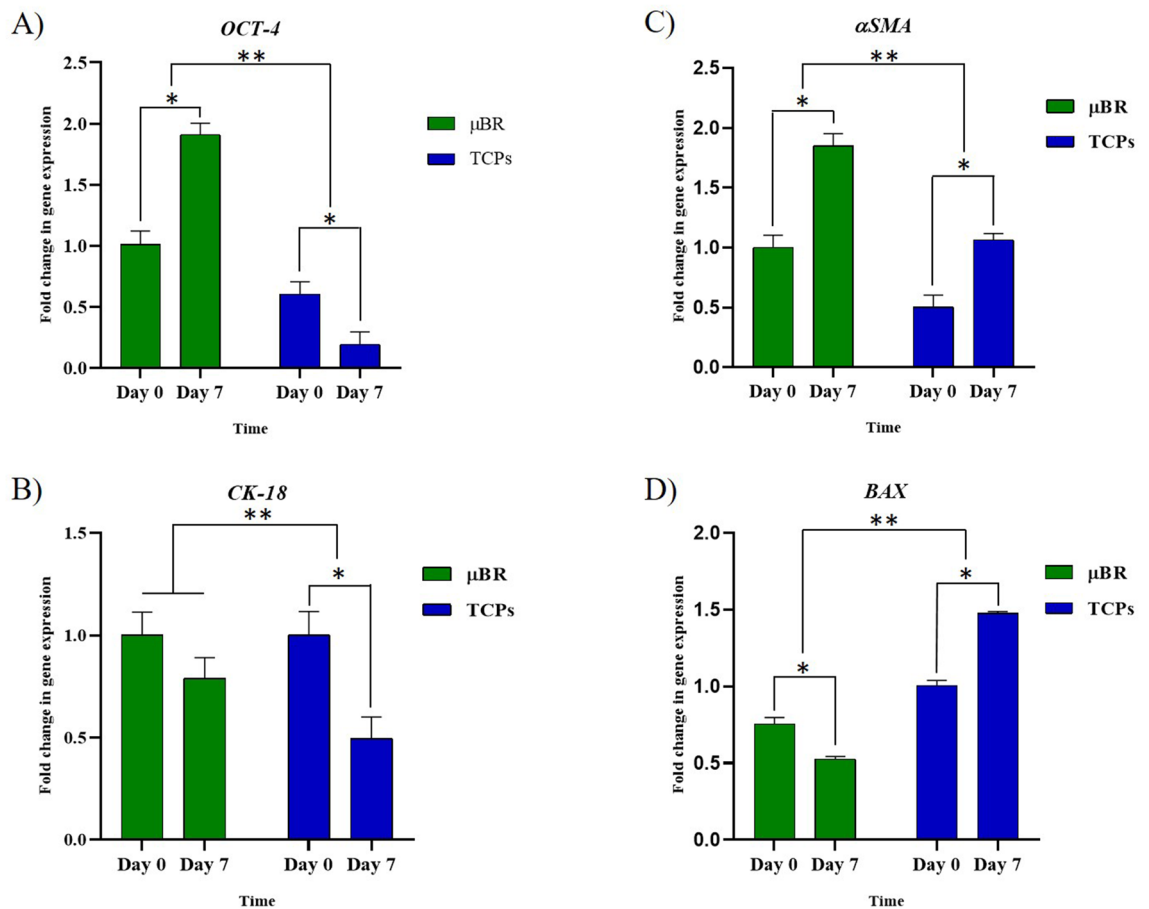 A)
OCT-4
**
*
*
2.5
2.0
1.5
1.0
0.5
0.0
Fold change in gene expression
Day 0 Day 7 Day 0 Day 7
Time
μBR
TCPs
C)
αSMA
**
*
*
2.5
2.0
1.5
1.0
0.5
0.0
Fold change in gene expression
Day 0 Day 7 Day 0 Day 7
Time
μBR
TCPs
B)
CK-18
**
*
1.5
1.0
0.5
0.0
Fold change in gene expression
Day 0 Day 7 Day 0 Day 7
Time
μBR
TCPs
D)
BAX
**
*
*
2.0
1.5
1.0
0.5
0.0
Fold change in gene expression
Day 0 Day 7 Day 0 Day 7
Time
μBR
TCPs